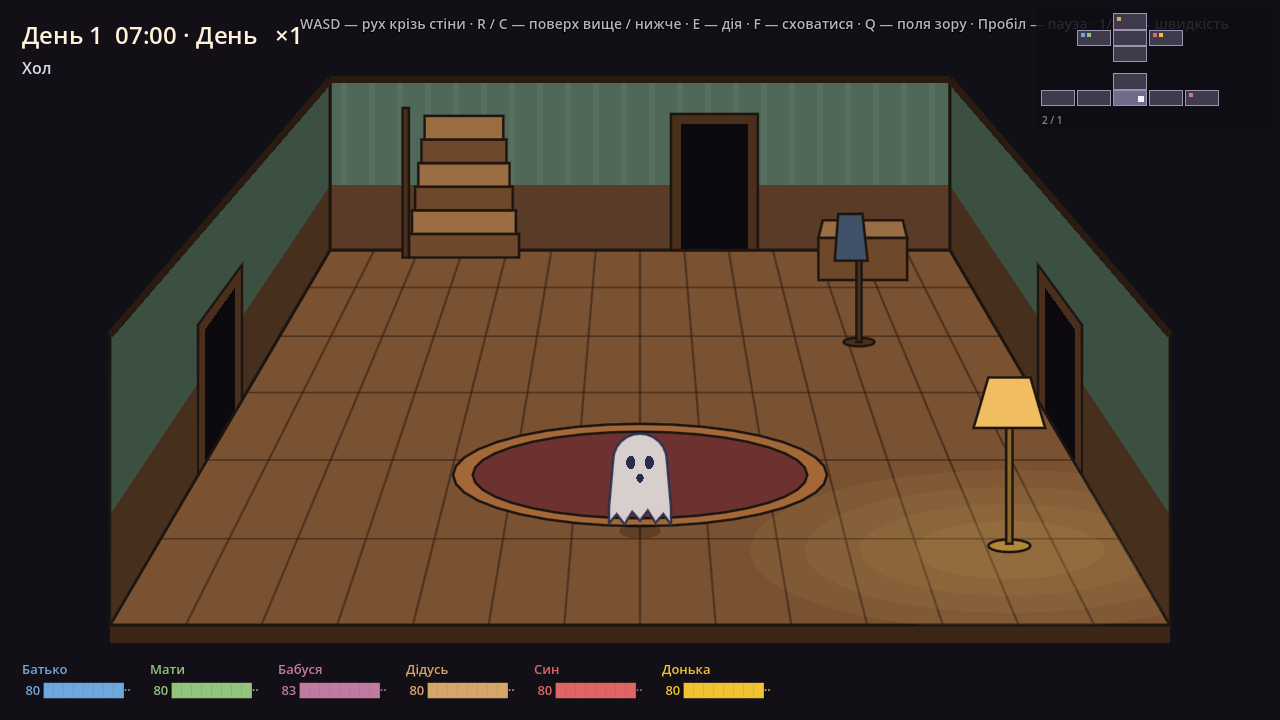 День 1 07:00 · День ×1
WASD — рух крізь стіни · R / C — поверх вище / нижче · E — дія · F — сховатися · Q — поля зору · Пробіл — пауза · 1/ — швидкість
Хол
2 / 1
Батько Мати Бабуся Дідусь Син Донька
80 80 83 80 80 80